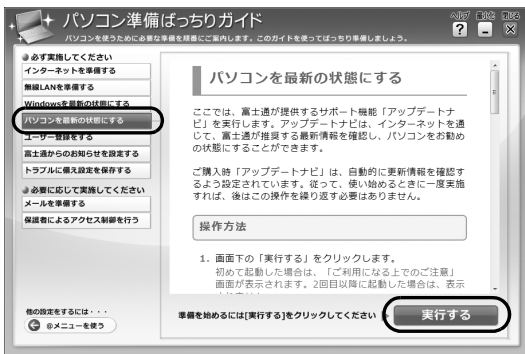 パソコン準備ばっちりガイド
パソコンを使うために必要な準備を順番にご案内します。このガイドを使ってばっちり準備しましょう。
ヘルプ 最小化 閉じる
? - ×
必ず実施してください
インターネットを準備する
無線LANを準備する
Windowsを最新の状態にする
パソコンを最新の状態にする
ユーザー登録をする
富士通からのお知らせを設定する
トラブルに備え設定を保存する
必要に応じて実施してください
メールを準備する
保護者によるアクセス制御を行う
他の設定をするには・・・
@メニューを使う
パソコンを最新の状態にする
ここでは、富士通が提供するサポート機能「アップデートナ
ビ」を実行します。アップデートナビは、インターネットを通
じて、富士通が推奨する最新情報を確認し、パソコンをお勧め
の状態にすることができます。
ご購入時「アップデートナビ」は、自動的に更新情報を確認す
るよう設定されています。従って、使い始めるときに一度実施
すれば、後はこの操作を繰り返す必要はありません。
操作方法
1. 画面下の「実行する」をクリックします。
初めて起動した場合は、「ご利用になる上でのご注意」
画面が表示されます。2回目以降に起動した場合は、表示
準備を始めるには[実行する]をクリックしてください
実行する